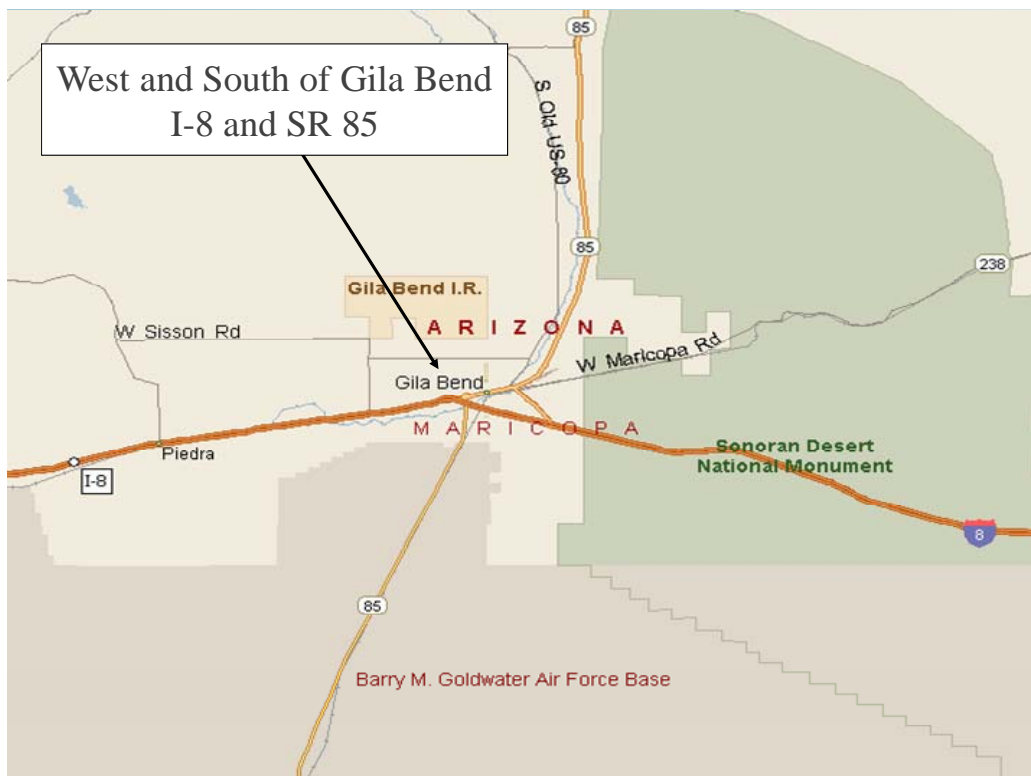 85
West and South of Gila Bend
I-8 and SR 85
S. Old US-80
85
238
Gila Bend I.R.
ARIZONA
W Sisson Rd
W Maricopa Rd
Gila Bend
MARICOPA
Piedra
Sonoran Desert
National Monument
I-8
8
85
Barry M. Goldwater Air Force Base